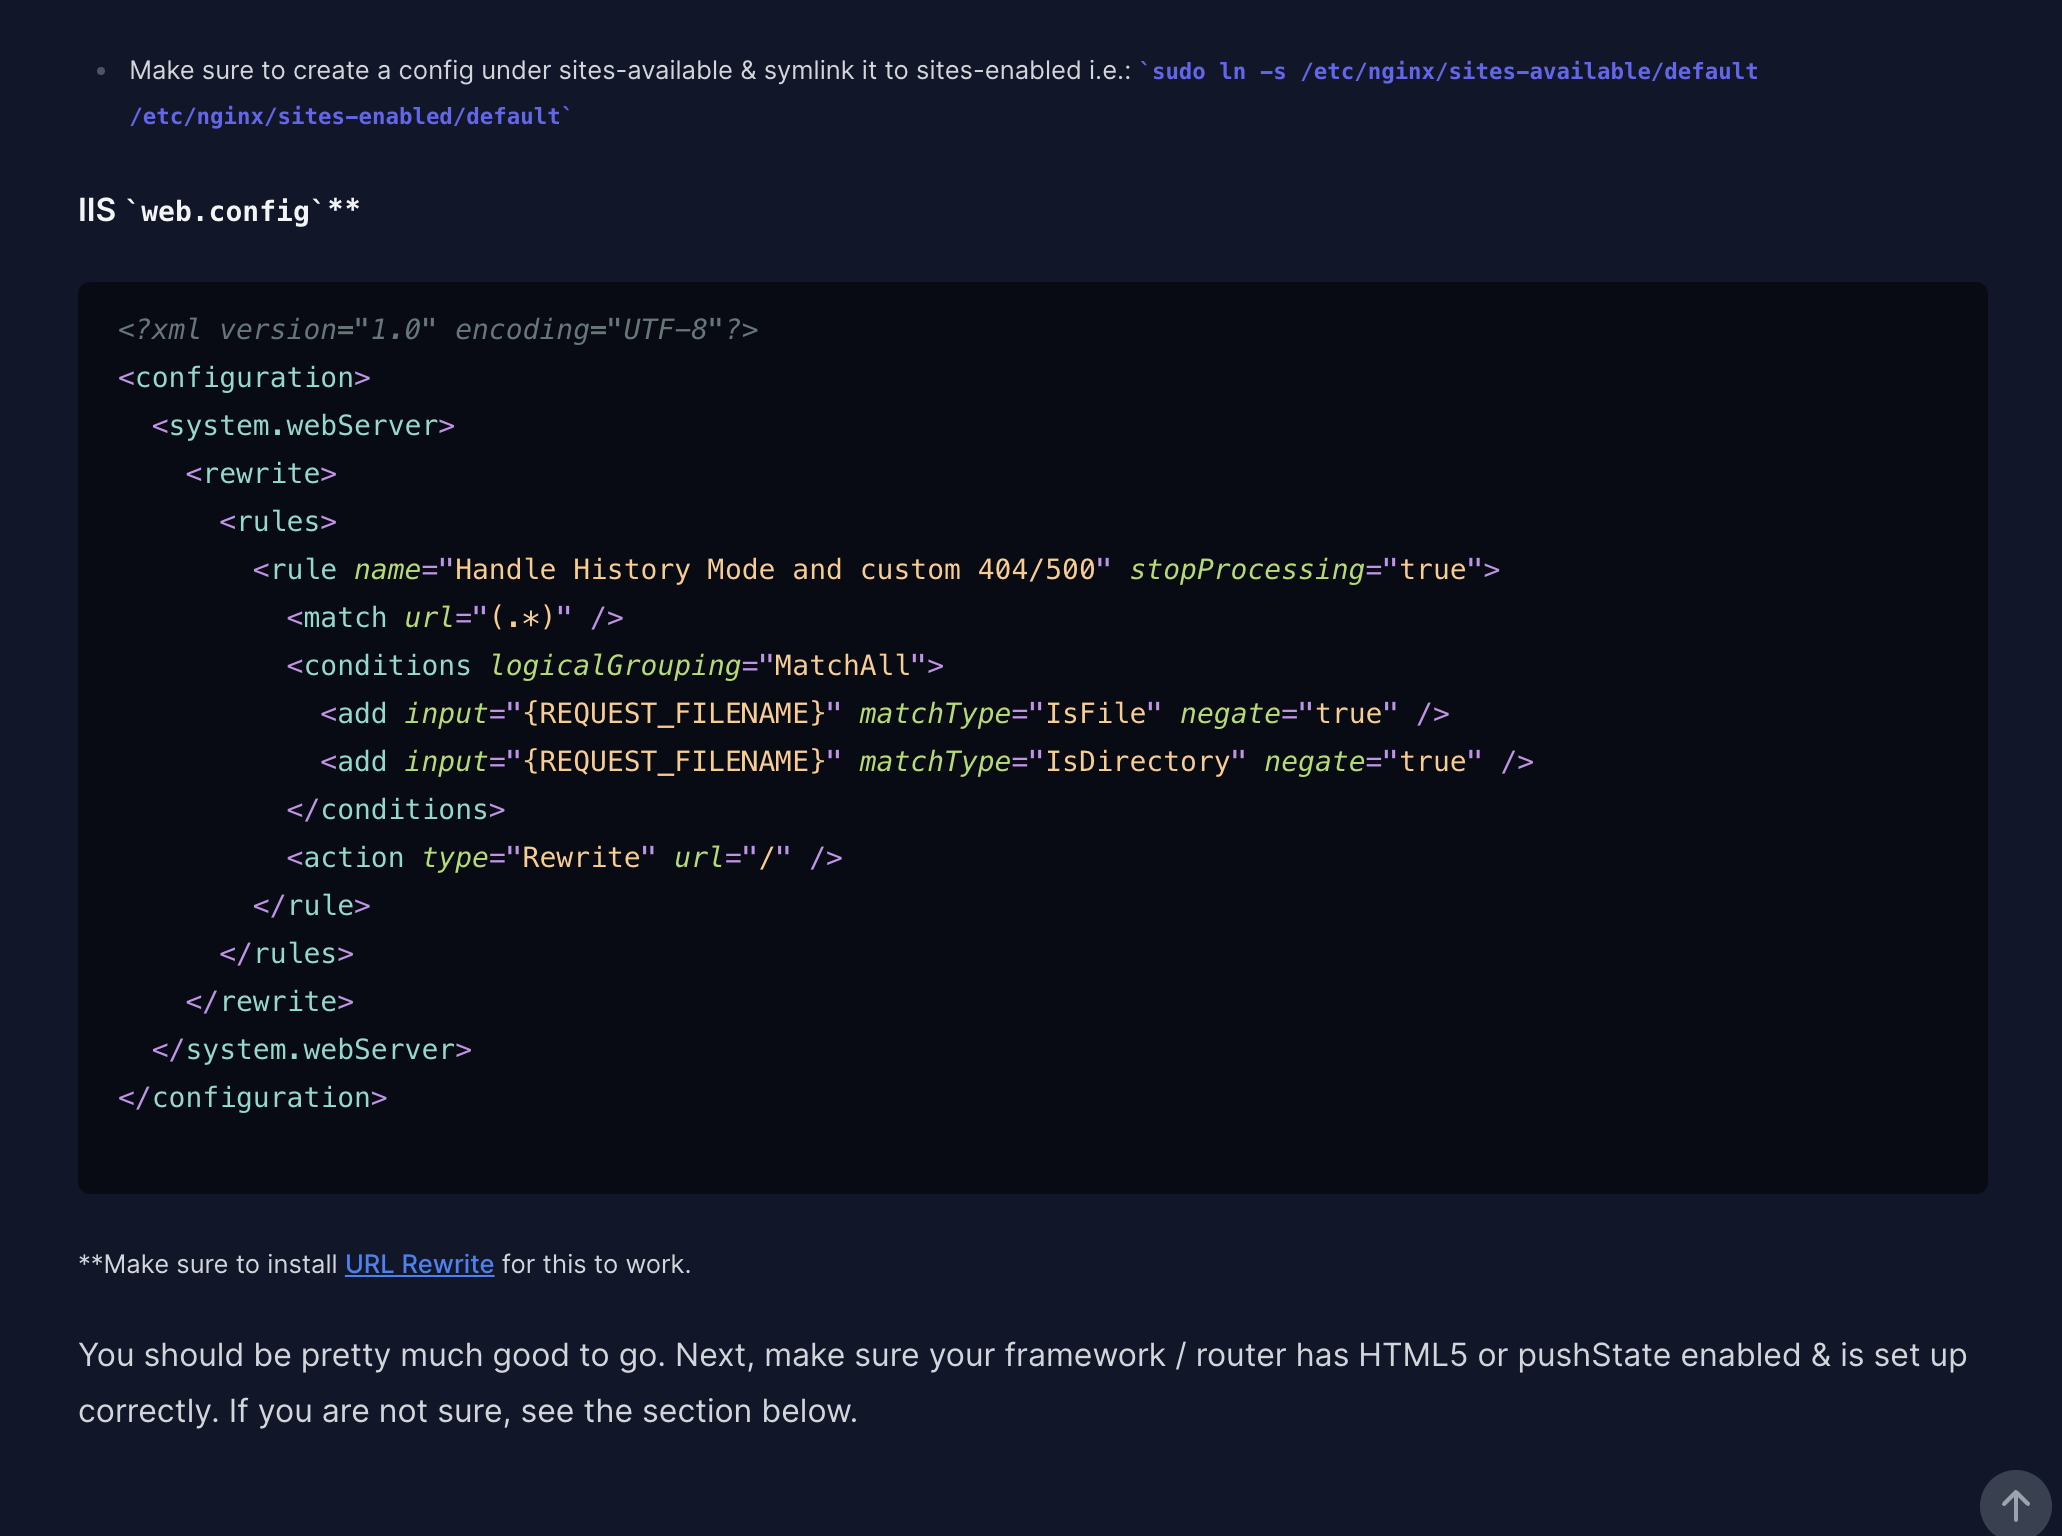 Make sure to create a config under sites-available & symlink it to sites-enabled i.e.: `sudo ln -s /etc/nginx/sites-available/default
/etc/nginx/sites-enabled/default`
IIS `web.config`**
<?xml version="1.0" encoding="UTF-8"?>
<configuration>
  <system.webServer>
    <rewrite>
      <rules>
        <rule name="Handle History Mode and custom 404/500" stopProcessing="true">
          <match url="(.*)" />
          <conditions logicalGrouping="MatchAll">
            <add input="{REQUEST_FILENAME}" matchType="IsFile" negate="true" />
            <add input="{REQUEST_FILENAME}" matchType="IsDirectory" negate="true" />
          </conditions>
          <action type="Rewrite" url="/" />
        </rule>
      </rules>
    </rewrite>
  </system.webServer>
</configuration>
**Make sure to install URL Rewrite for this to work.
You should be pretty much good to go. Next, make sure your framework / router has HTML5 or pushState enabled & is set up
correctly. If you are not sure, see the section below.